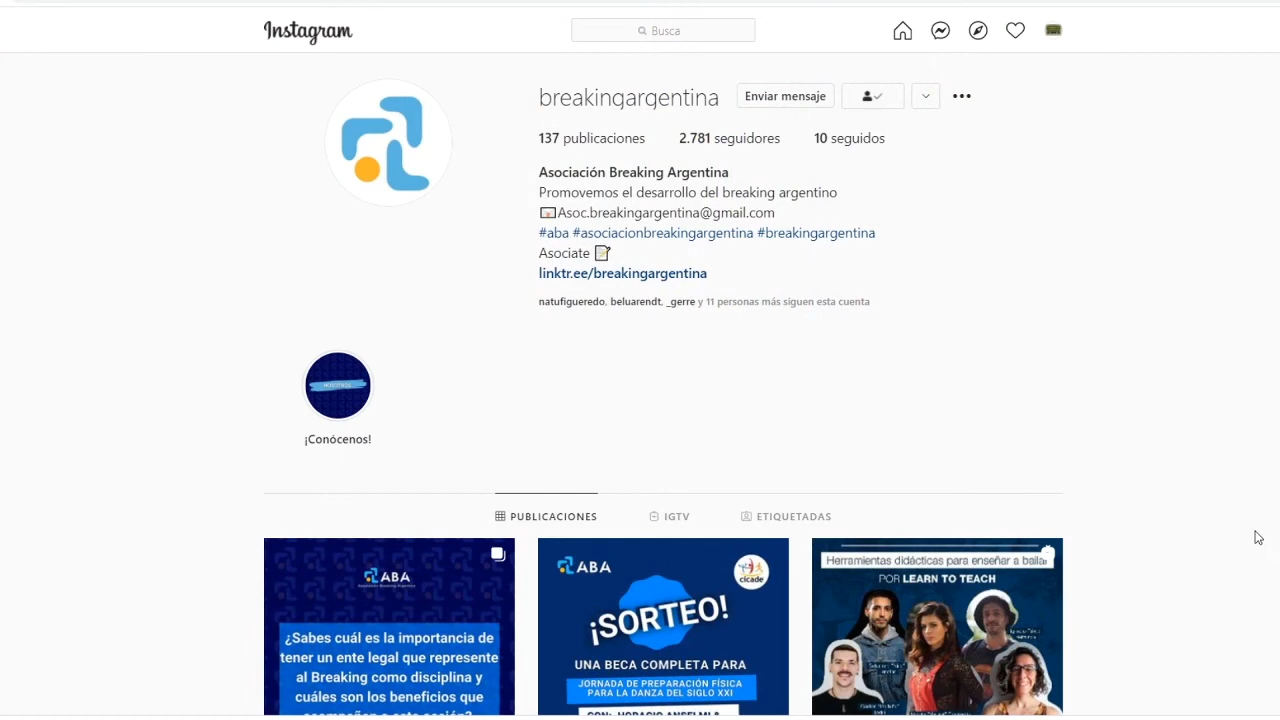 Instagram
Busca
breakingargentina
Enviar mensaje
137 publicaciones
2.781 seguidores
10 seguidos
Asociación Breaking Argentina
Promovemos el desarrollo del breaking argentino
Asoc.breakingargentina@gmail.com
#aba #asociacionbreakingargentina #breakingargentina
Asociate
linktr.ee/breakingargentina
natufigueredo, beluarendt, _gerre y 11 personas más siguen esta cuenta
NOSOTROS
¡Conócenos!
PUBLICACIONES
IGTV
ETIQUETADAS
ABA
¿Sabes cuál es la importancia de
tener un ente legal que represente
al Breaking como disciplina y
cuáles son los beneficios que
ABA
cicade
¡SORTEO!
UNA BECA COMPLETA PARA
JORNADA DE PREPARACIÓN FÍSICA
PARA LA DANZA DEL SIGLO XXI
Herramientas didácticas para enseñar a bailar
POR LEARN TO TEACH